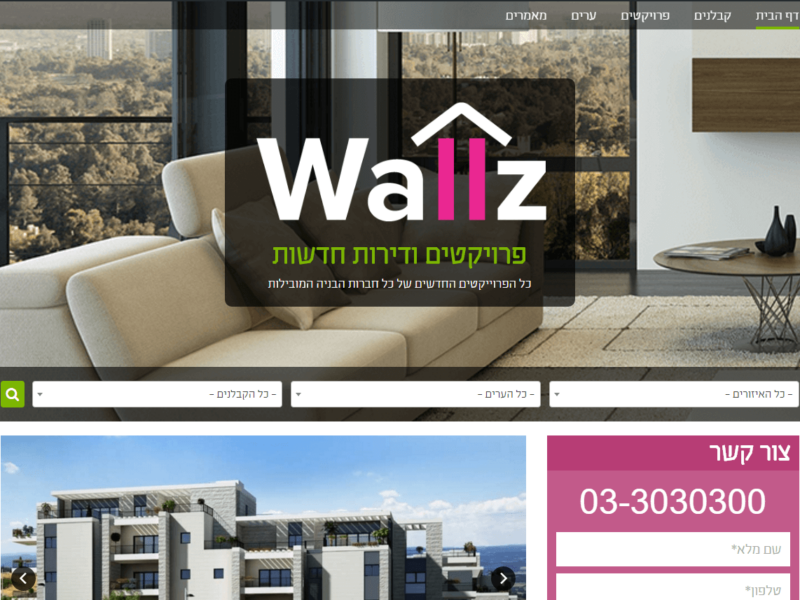 דף הבית
קבלנים
פרויקטים
ערים
מאמרים
Wallz
פרויקטים ודירות חדשות
כל הפרוייקטים החדשים של כל חברות הבניה המובילות
- כל האיזורים -
- כל הערים -
- כל הקבלנים -
צור קשר
03-3030300
שם מלא*
טלפון*